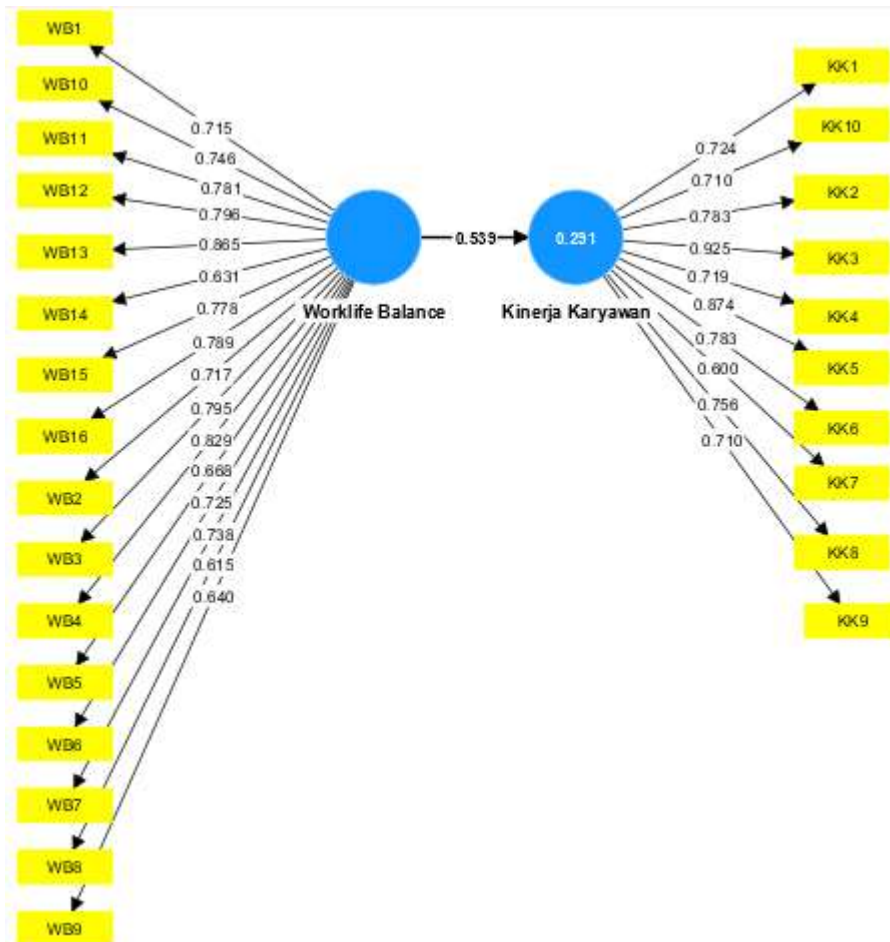 WB1
WB10
WB11
WB12
WB13
WB14
WB15
WB16
WB2
WB3
WB4
WB5
WB6
WB7
WB8
WB9
0.715
0.746
0.781
0.796
0.865
0.631
0.778
0.789
0.717
0.795
0.829
0.668
0.725
0.738
0.615
0.640
Worklife Balance
0.539
0.291
Kinerja Karyawan
0.724
0.710
0.783
0.925
0.719
0.874
0.783
0.600
0.756
0.710
KK1
KK10
KK2
KK3
KK4
KK5
KK6
KK7
KK8
KK9